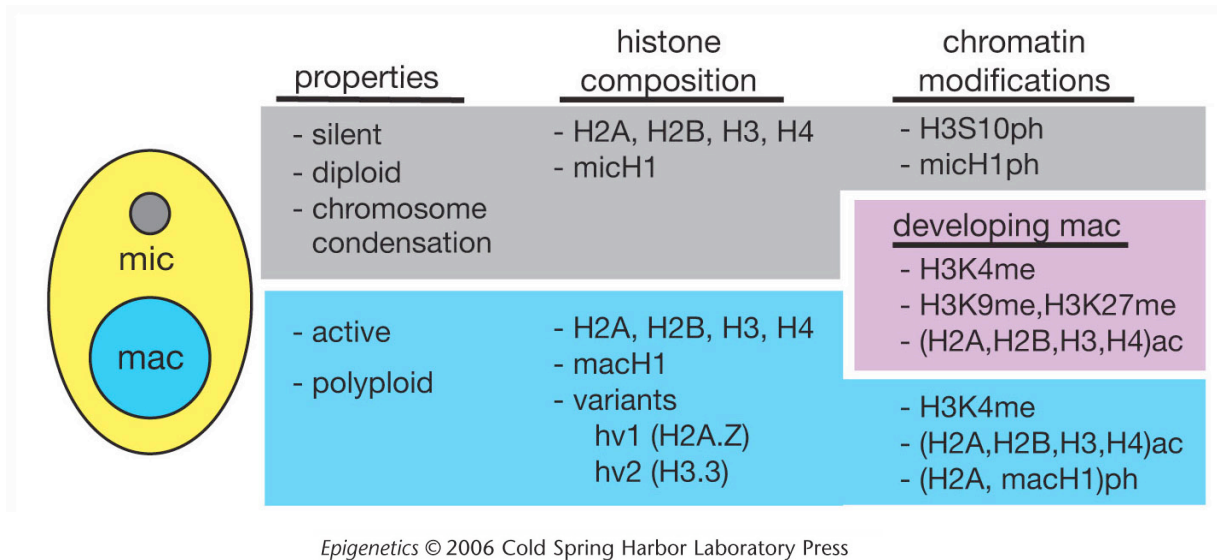 properties
histone
composition
chromatin
modifications
mic
mac
- silent
- diploid
- chromosome
condensation
- H2A, H2B, H3, H4
- micH1
- H3S10ph
- micH1ph
developing mac
- H3K4me
- H3K9me,H3K27me
- (H2A,H2B,H3,H4)ac
- active
- polyploid
- H2A, H2B, H3, H4
- macH1
- variants
hv1 (H2A.Z)
hv2 (H3.3)
- H3K4me
- (H2A,H2B,H3,H4)ac
- (H2A, macH1)ph
Epigenetics © 2006 Cold Spring Harbor Laboratory Press